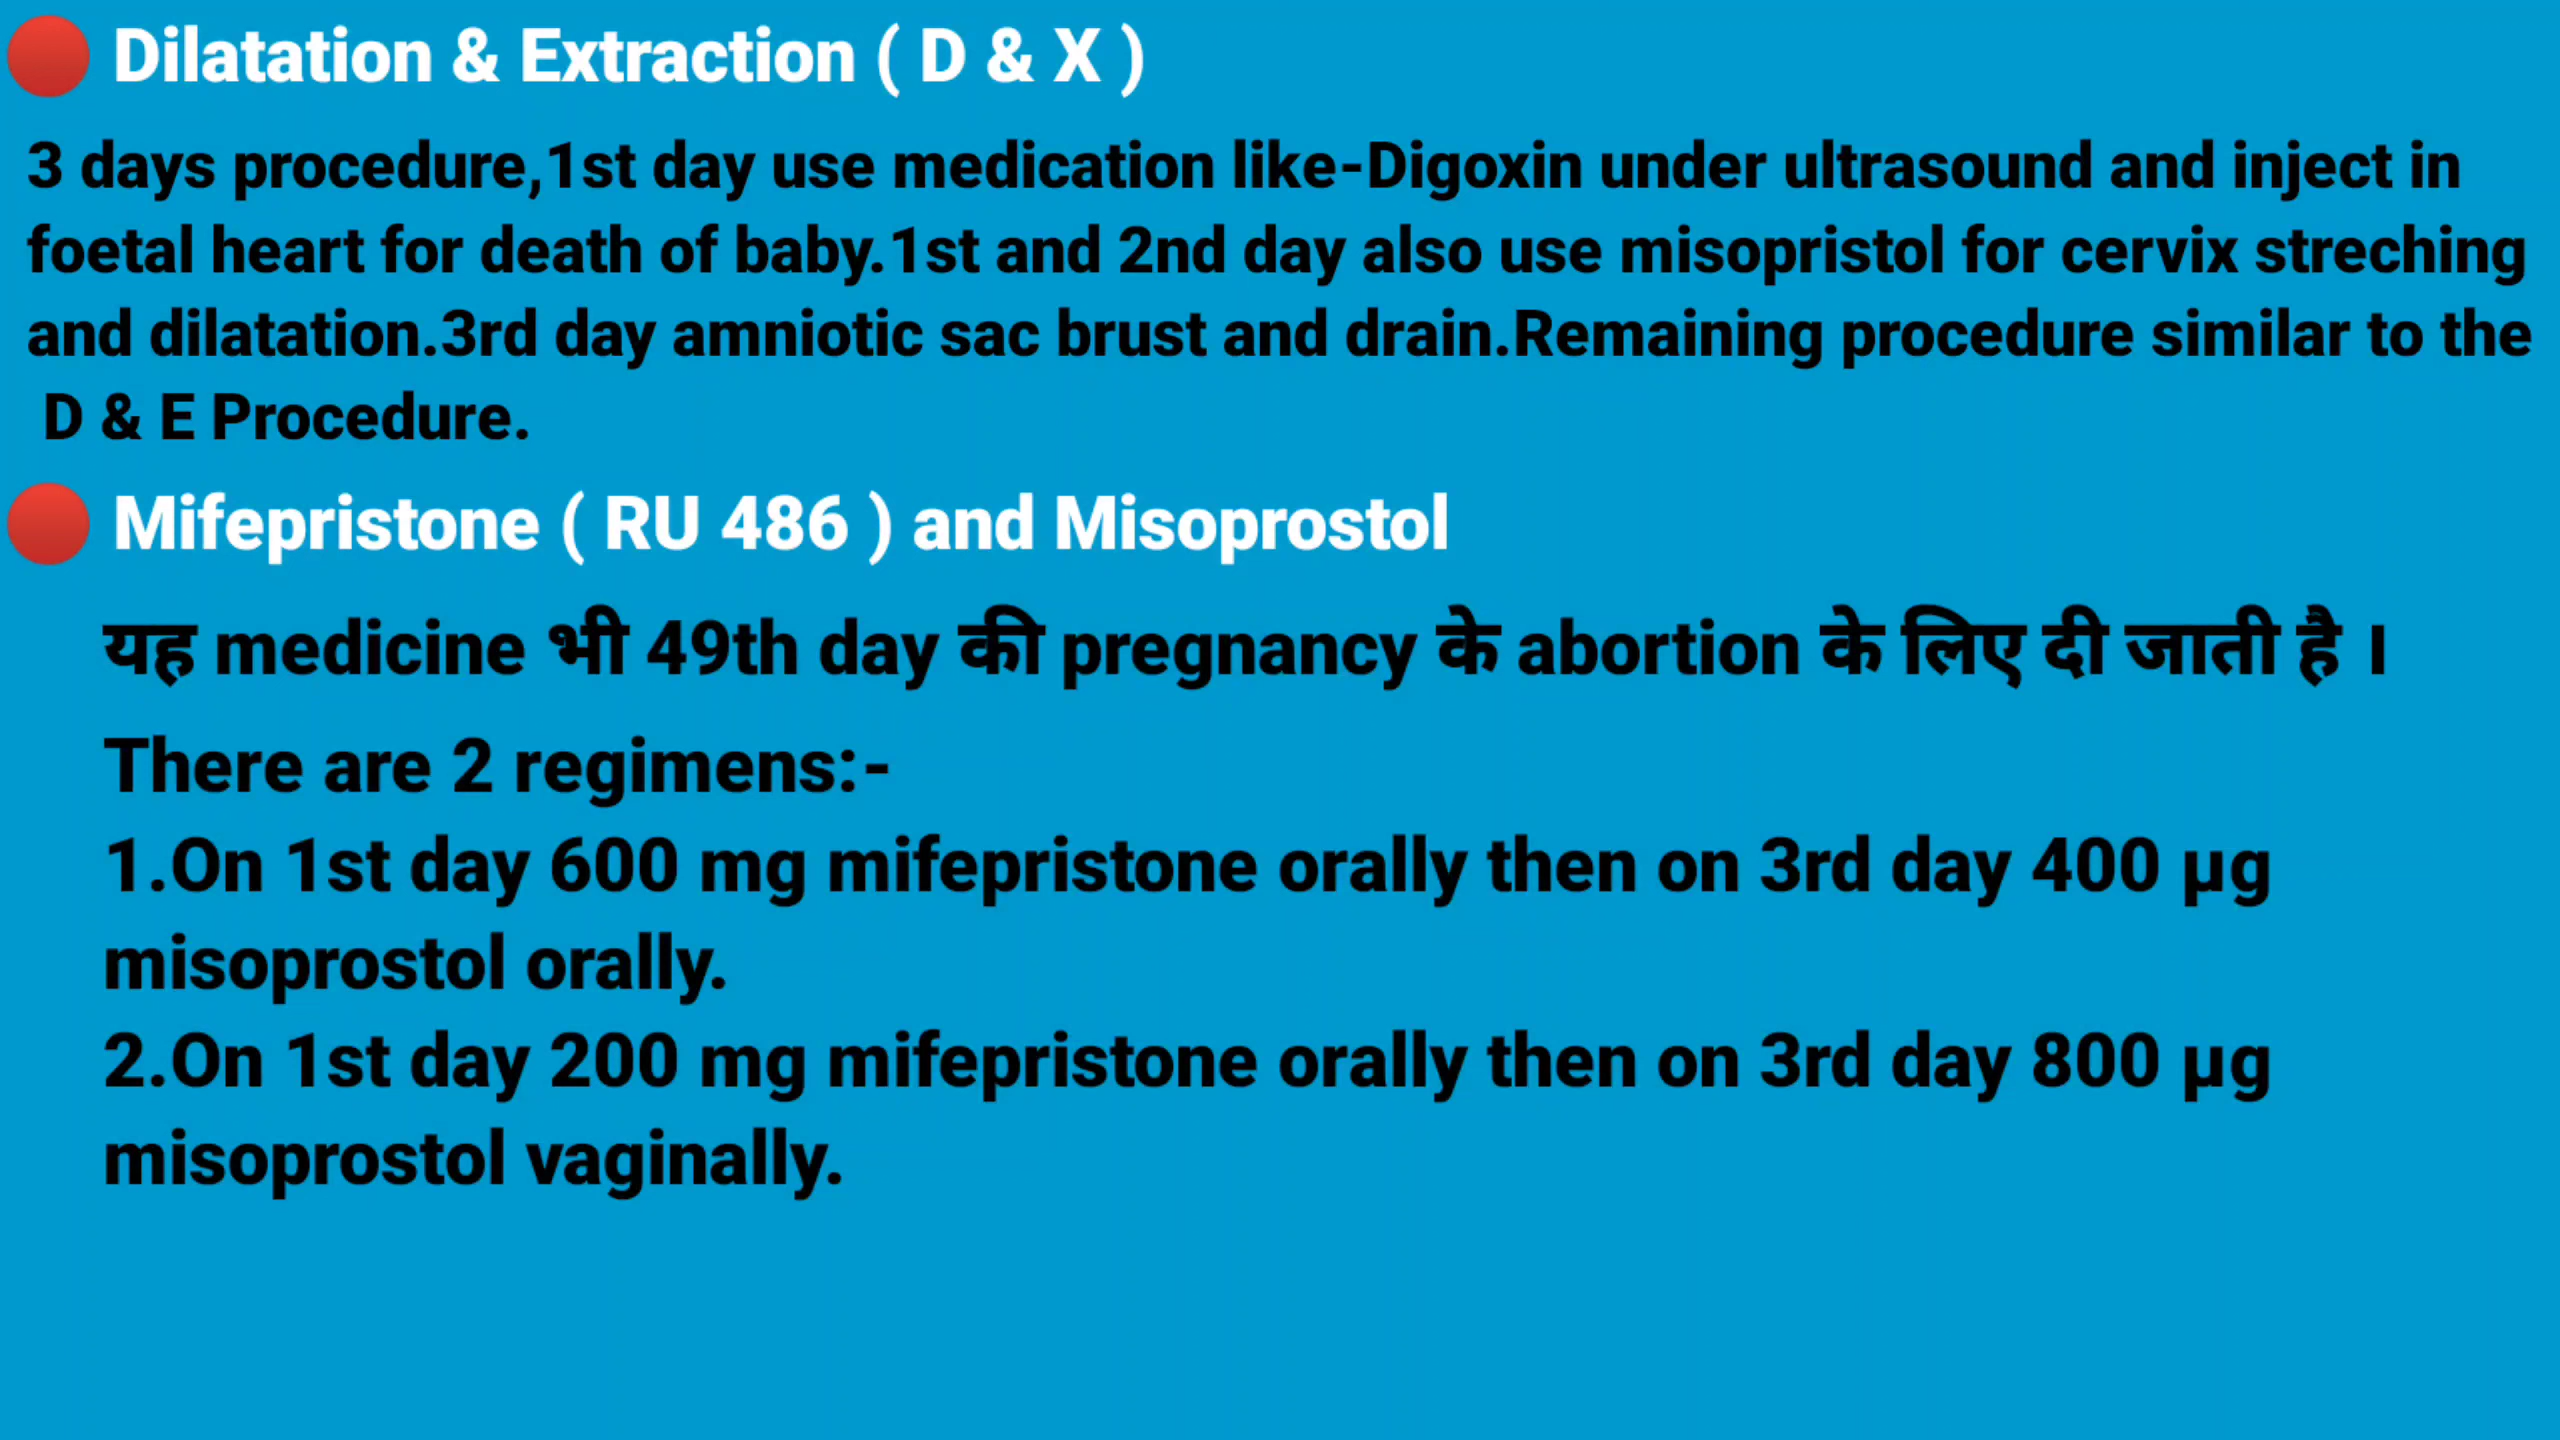 Dilatation & Extraction ( D & X )
3 days procedure,1st day use medication like-Digoxin under ultrasound and inject in
foetal heart for death of baby.1st and 2nd day also use misopristol for cervix streching
and dilatation.3rd day amniotic sac brust and drain.Remaining procedure similar to the
D & E Procedure.
Mifepristone ( RU 486 ) and Misoprostol
यह medicine भी 49th day की pregnancy के abortion के लिए दी जाती है ।
There are 2 regimens:-
1.On 1st day 600 mg mifepristone orally then on 3rd day 400 µg
misoprostol orally.
2.On 1st day 200 mg mifepristone orally then on 3rd day 800 µg
misoprostol vaginally.